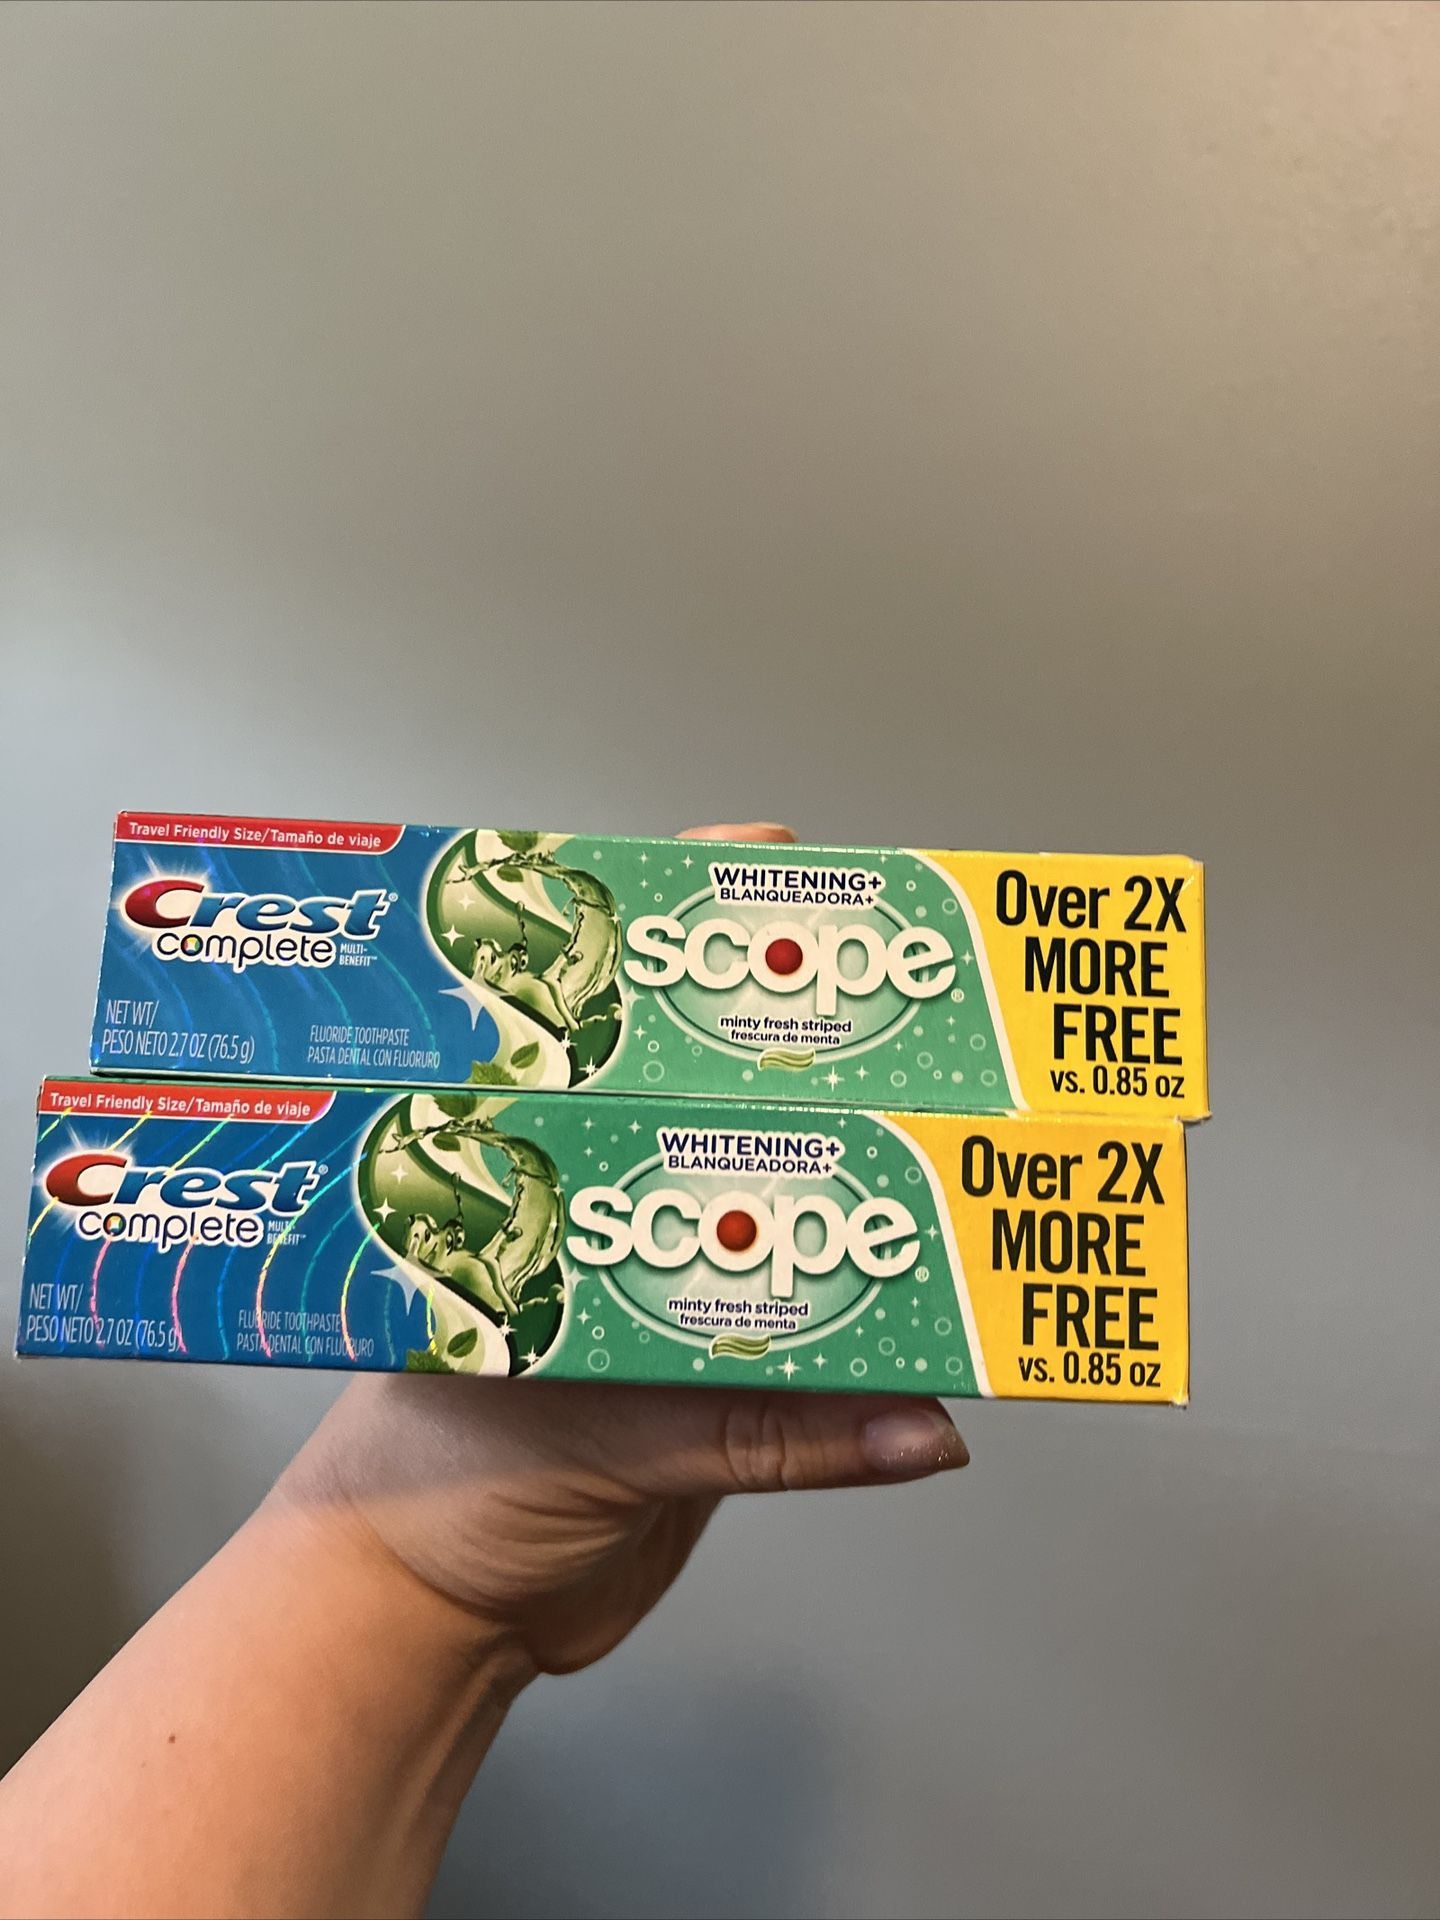 Travel Friendly Size/Tamaño de viaje
Crest®
complete MULTI-
BENEFIT™
NET WT/
PESO NETO 2.7 OZ (76.5 g)
FLUORIDE TOOTHPASTE
PASTA DENTAL CON FLUORURO
WHITENING+
BLANQUEADORA+
scope®
minty fresh striped
frescura de menta
Over 2X
MORE
FREE
vs. 0.85 oz
Travel Friendly Size/Tamaño de viaje
Crest®
complete MULTI-
BENEFIT™
NET WT/
PESO NETO 2.7 OZ (76.5 g)
FLUORIDE TOOTHPASTE
PASTA DENTAL CON FLUORURO
WHITENING+
BLANQUEADORA+
scope®
minty fresh striped
frescura de menta
Over 2X
MORE
FREE
vs. 0.85 oz